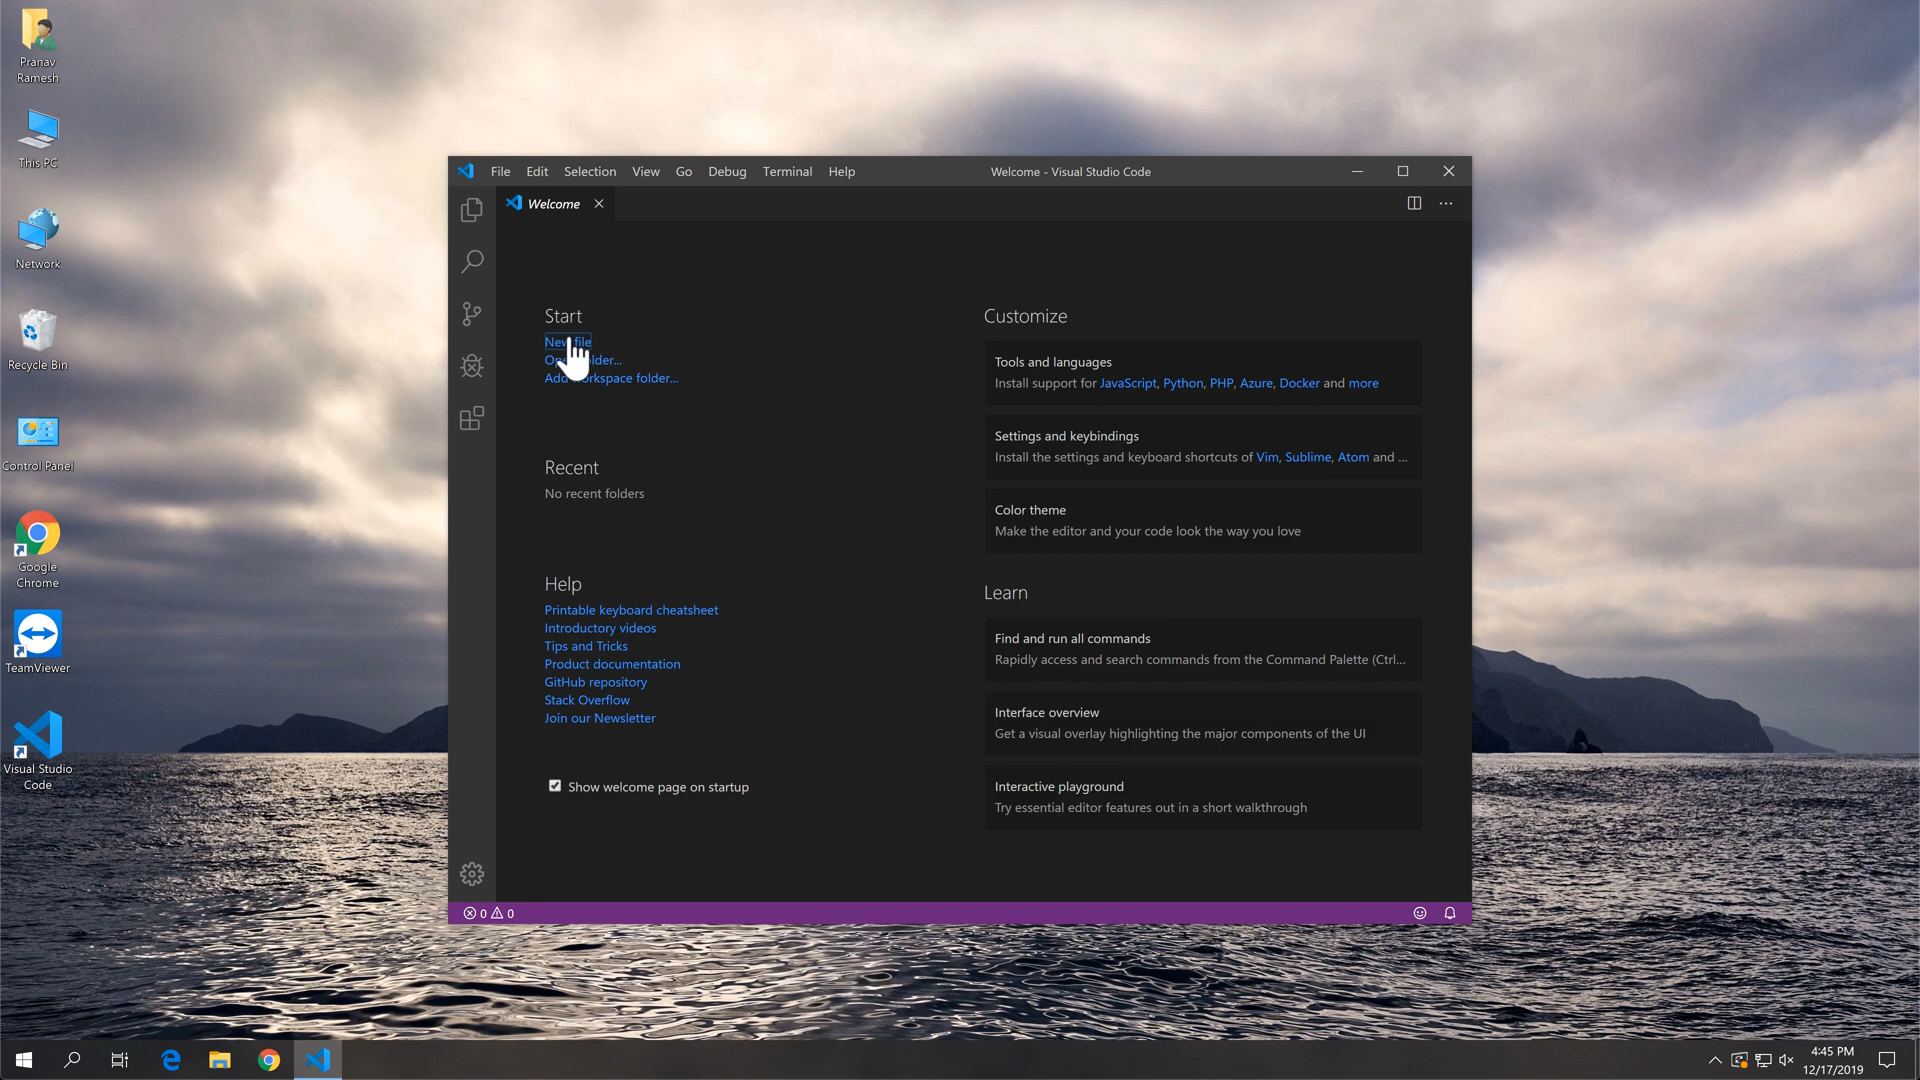 Pranav
Ramesh
This PC
Network
Recycle Bin
Control Panel
Google
Chrome
TeamViewer
Visual Studio
Code
File Edit Selection View Go Debug Terminal Help
Welcome - Visual Studio Code
Welcome
Start
New file
Open folder...
Add workspace folder...
Recent
No recent folders
Help
Printable keyboard cheatsheet
Introductory videos
Tips and Tricks
Product documentation
GitHub repository
Stack Overflow
Join our Newsletter
Show welcome page on startup
Customize
Tools and languages
Install support for JavaScript, Python, PHP, Azure, Docker and more
Settings and keybindings
Install the settings and keyboard shortcuts of Vim, Sublime, Atom and ...
Color theme
Make the editor and your code look the way you love
Learn
Find and run all commands
Rapidly access and search commands from the Command Palette (Ctrl...
Interface overview
Get a visual overlay highlighting the major components of the UI
Interactive playground
Try essential editor features out in a short walkthrough
0 0
4:45 PM
12/17/2019